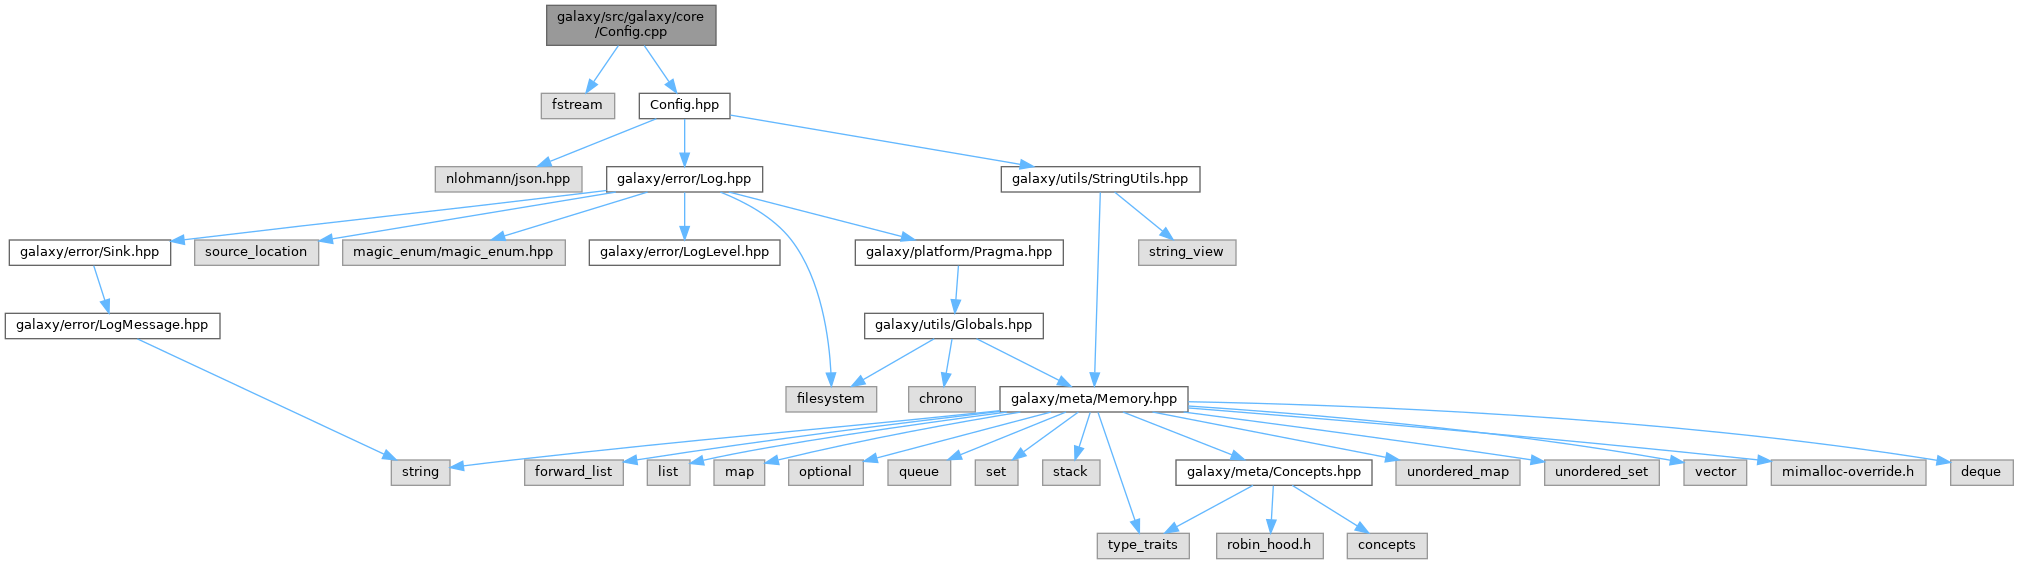 galaxy/src/galaxy/core
/Config.cpp
fstream
Config.hpp
nlohmann/json.hpp
galaxy/error/Log.hpp
galaxy/utils/StringUtils.hpp
galaxy/error/Sink.hpp
source_location
magic_enum/magic_enum.hpp
galaxy/error/LogLevel.hpp
galaxy/platform/Pragma.hpp
string_view
galaxy/error/LogMessage.hpp
galaxy/utils/Globals.hpp
filesystem
chrono
galaxy/meta/Memory.hpp
string
forward_list
list
map
optional
queue
set
stack
galaxy/meta/Concepts.hpp
unordered_map
unordered_set
vector
mimalloc-override.h
deque
type_traits
robin_hood.h
concepts